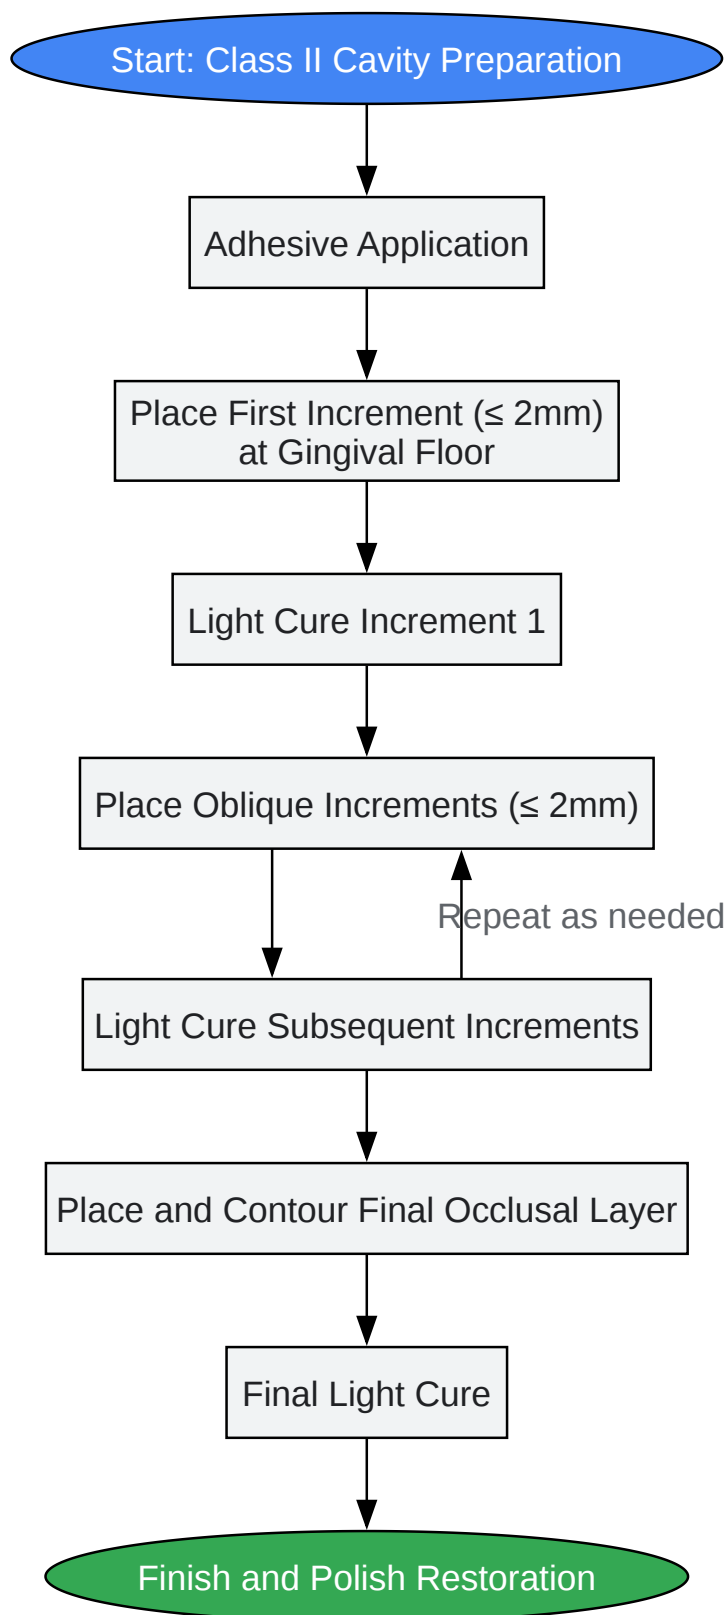 Start: Class II Cavity Preparation
Adhesive Application
Place First Increment (≤ 2mm)
at Gingival Floor
Light Cure Increment 1
Place Oblique Increments (≤ 2mm)
Repeat as needed
Light Cure Subsequent Increments
Place and Contour Final Occlusal Layer
Final Light Cure
Finish and Polish Restoration